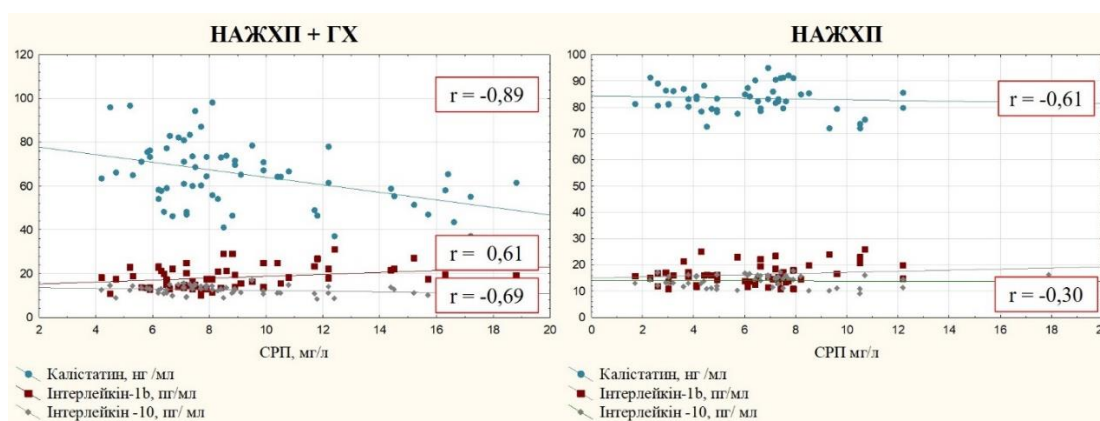 НАЖХП + ГХ
120
100
80
60
40
20
0
r = -0,89
r = 0,61
r = -0,69
2 4 6 8 10 12 14 16 18 20
СРП, мг/л
Калістатин, нг /мл
Інтерлейкін-1b, пг/мл
Інтерлейкін -10, пг/ мл
НАЖХП
100
90
80
70
60
50
40
30
20
10
0
r = -0,61
r = -0,30
0 2 4 6 8 10 12 14 16 18
СРП мг/л
Калістатин, нг /мл
Інтерлейкін-1b, пг/мл
Інтерлейкін -10, пг/ мл